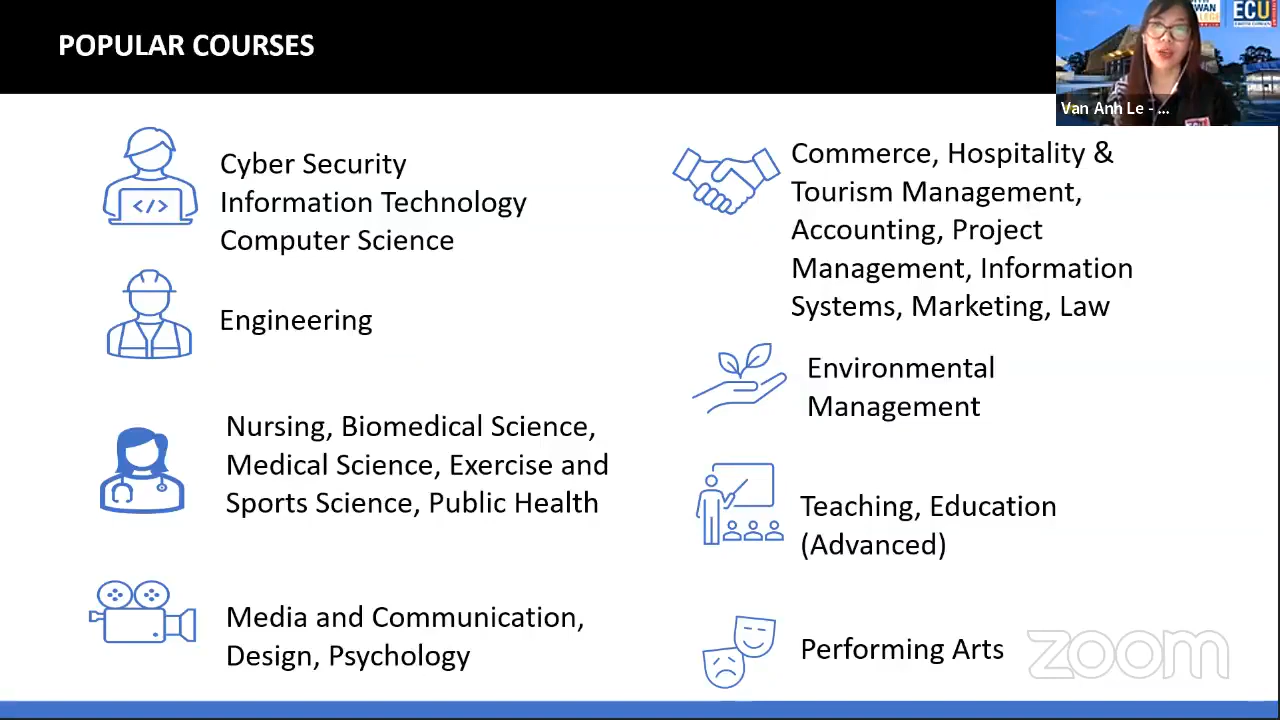 POPULAR COURSES
ECU
Van Anh Le - ...
Cyber Security
Information Technology
Computer Science
</>
Engineering
Nursing, Biomedical Science,
Medical Science, Exercise and
Sports Science, Public Health
Media and Communication,
Design, Psychology
Commerce, Hospitality &
Tourism Management,
Accounting, Project
Management, Information
Systems, Marketing, Law
Environmental
Management
Teaching, Education
(Advanced)
Performing Arts
zoom